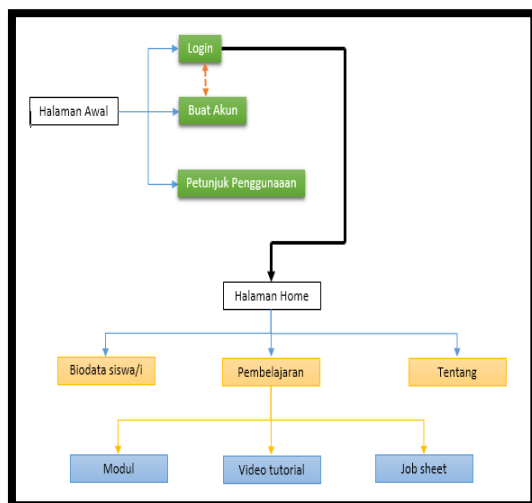 Login
Halaman Awal
Buat Akun
Petunjuk Penggunaaan
Halaman Home
Biodata siswa/i
Pembelajaran
Tentang
Modul
Video tutorial
Job sheet